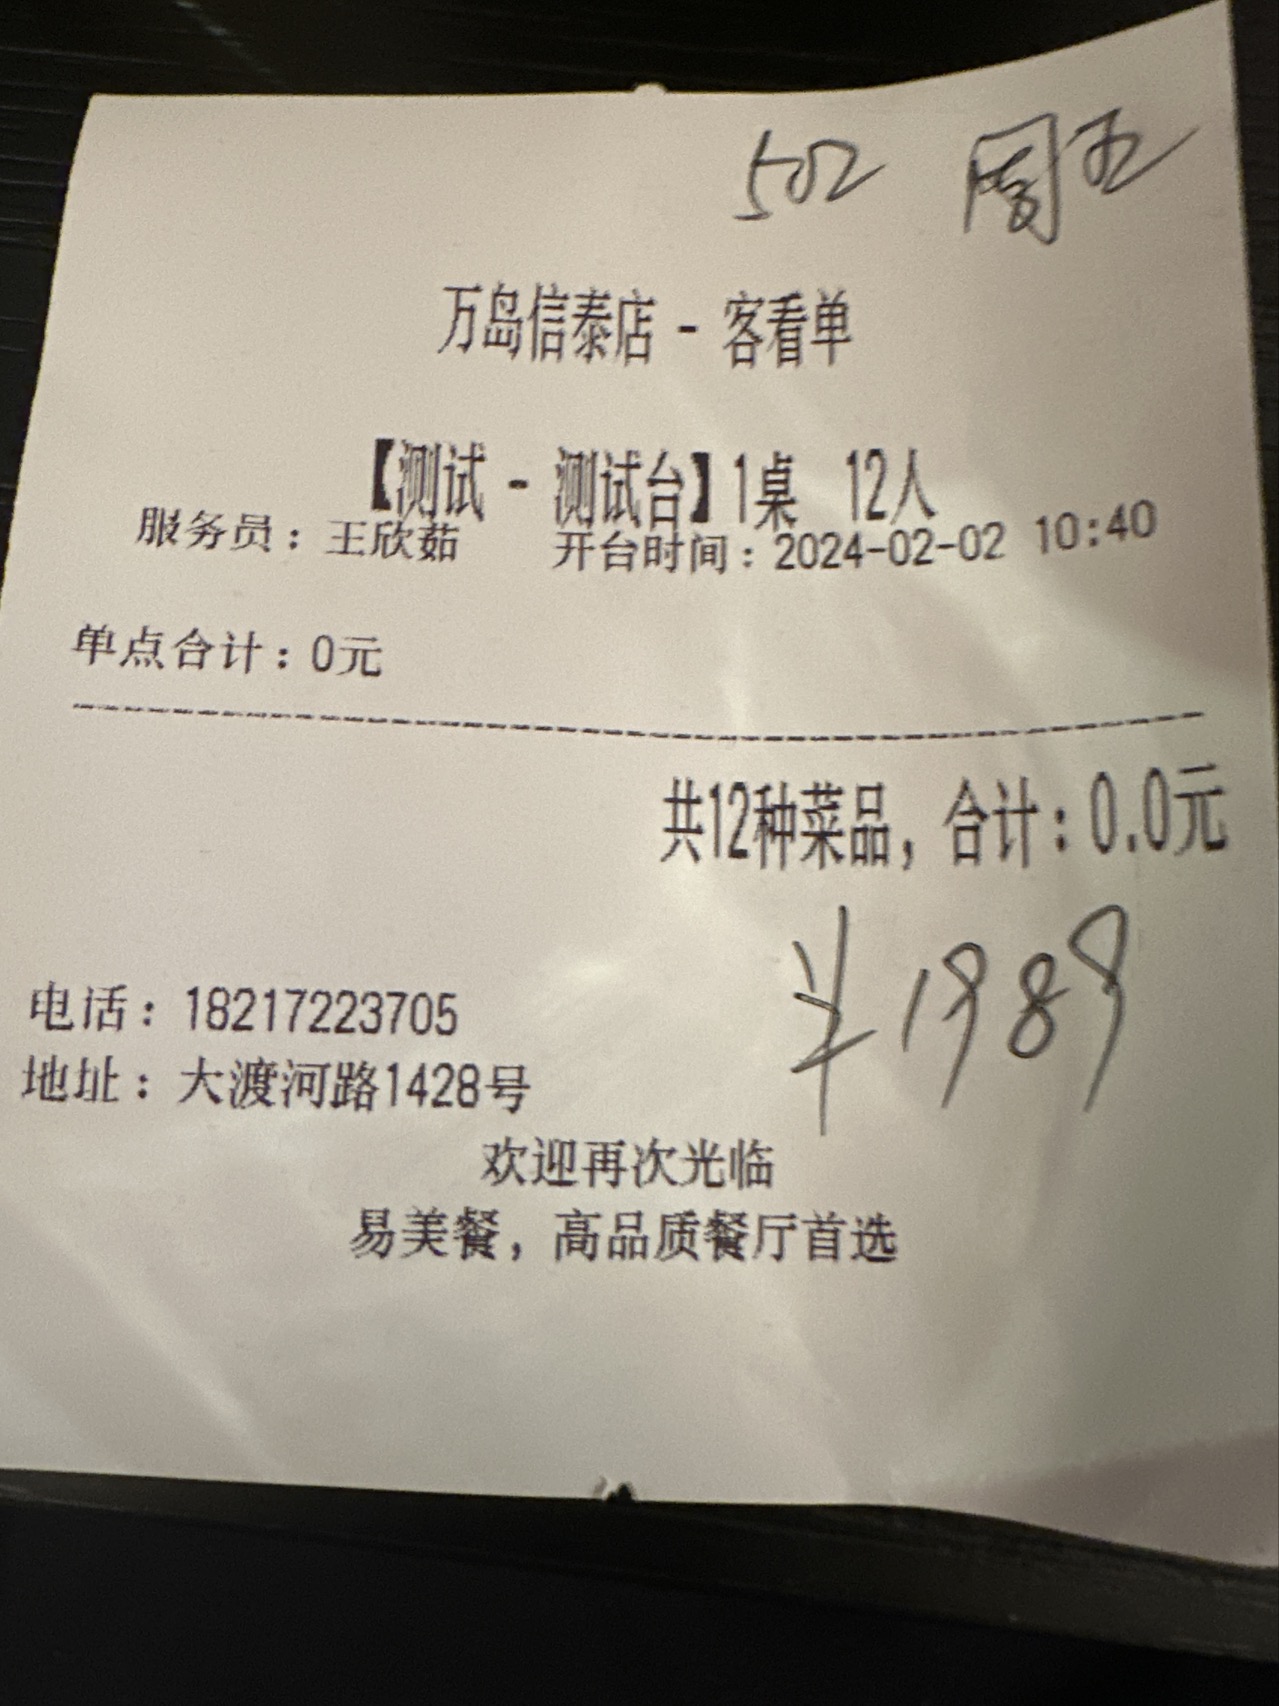 502 周五
万岛信泰店 - 客看单
【测试 - 测试台】1桌 12人
服务员：王欣茹 开台时间：2024-02-02 10:40
单点合计：0元
共12种菜品，合计：0.0元
¥1989
电话：18217223705
地址：大渡河路1428号
欢迎再次光临
易美餐，高品质餐厅首选